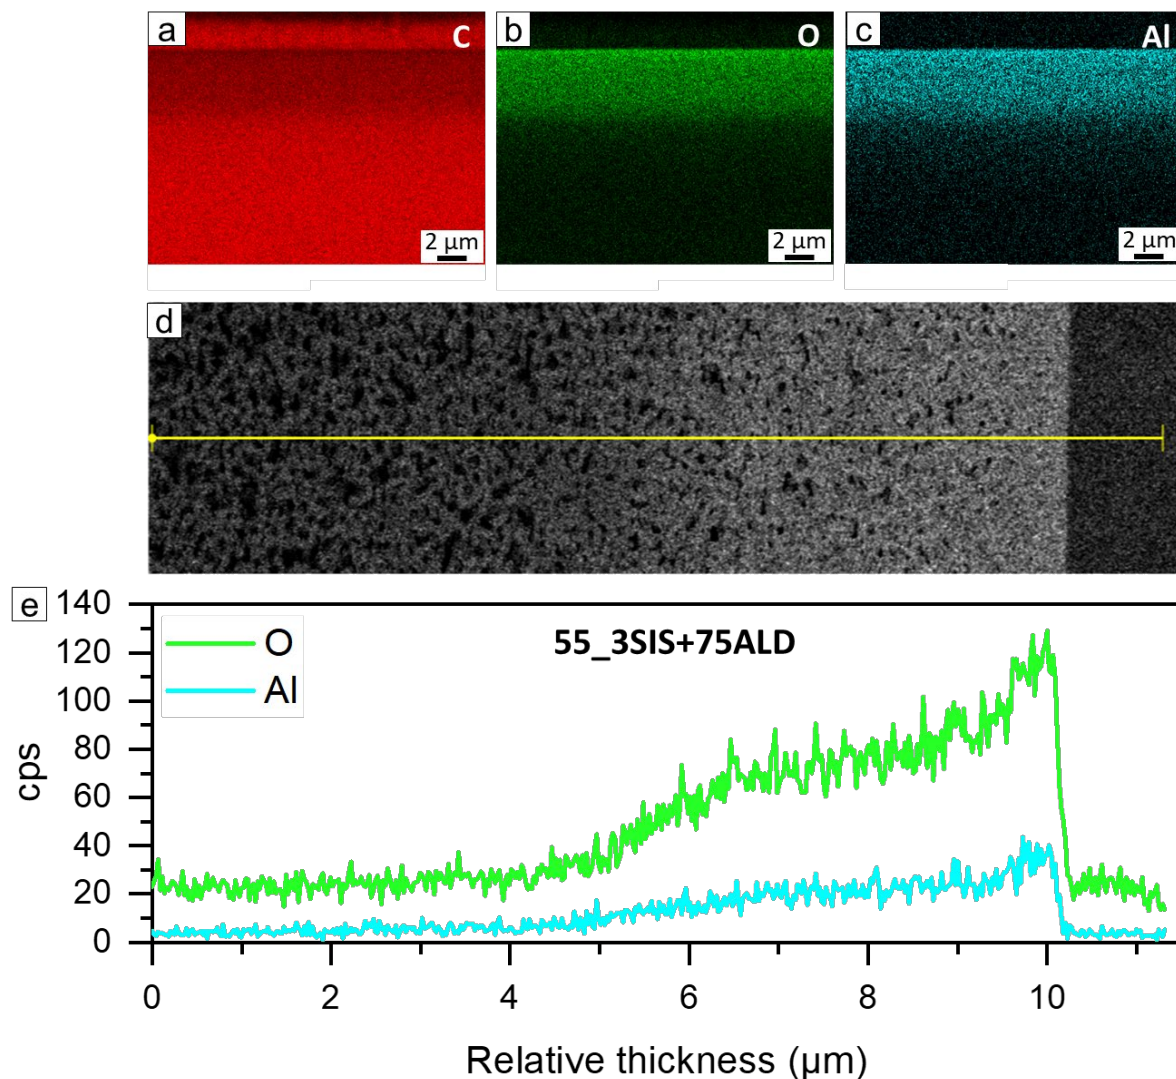 a
C
b
O
c
Al
2 µm
2 µm
2 µm
d
e
140
120
100
80
60
40
20
0
cps
O
Al
55_3SIS+75ALD
0
2
4
6
8
10
Relative thickness (µm)